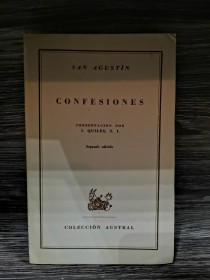 SAN AGUSTÍN
CONFESIONES
PRESENTACIÓN POR
I. QUILES, S. I.
Segunda edición
COLECCIÓN AUSTRAL